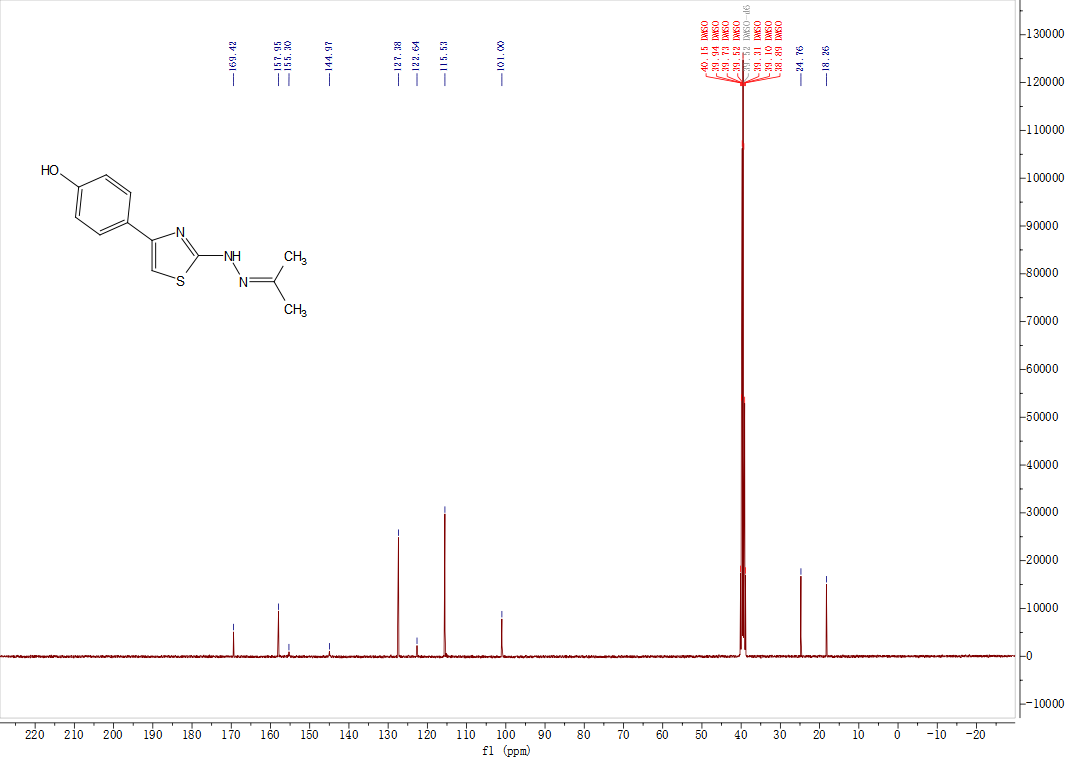 169.42
157.95
155.30
144.97
127.38
122.64
115.53
101.00
40.15 DMSO
39.94 DMSO
39.73 DMSO
39.52 DMSO
39.52 DMSO-d6
39.31 DMSO
39.10 DMSO
38.89 DMSO
24.76
18.26
130000
120000
110000
100000
90000
80000
70000
60000
50000
40000
30000
20000
10000
0
-10000
HO
N
S
NH
N
CH3
CH3
220 210 200 190 180 170 160 150 140 130 120 110 100 90 80 70 60 50 40 30 20 10 0 -10 -20
f1 (ppm)